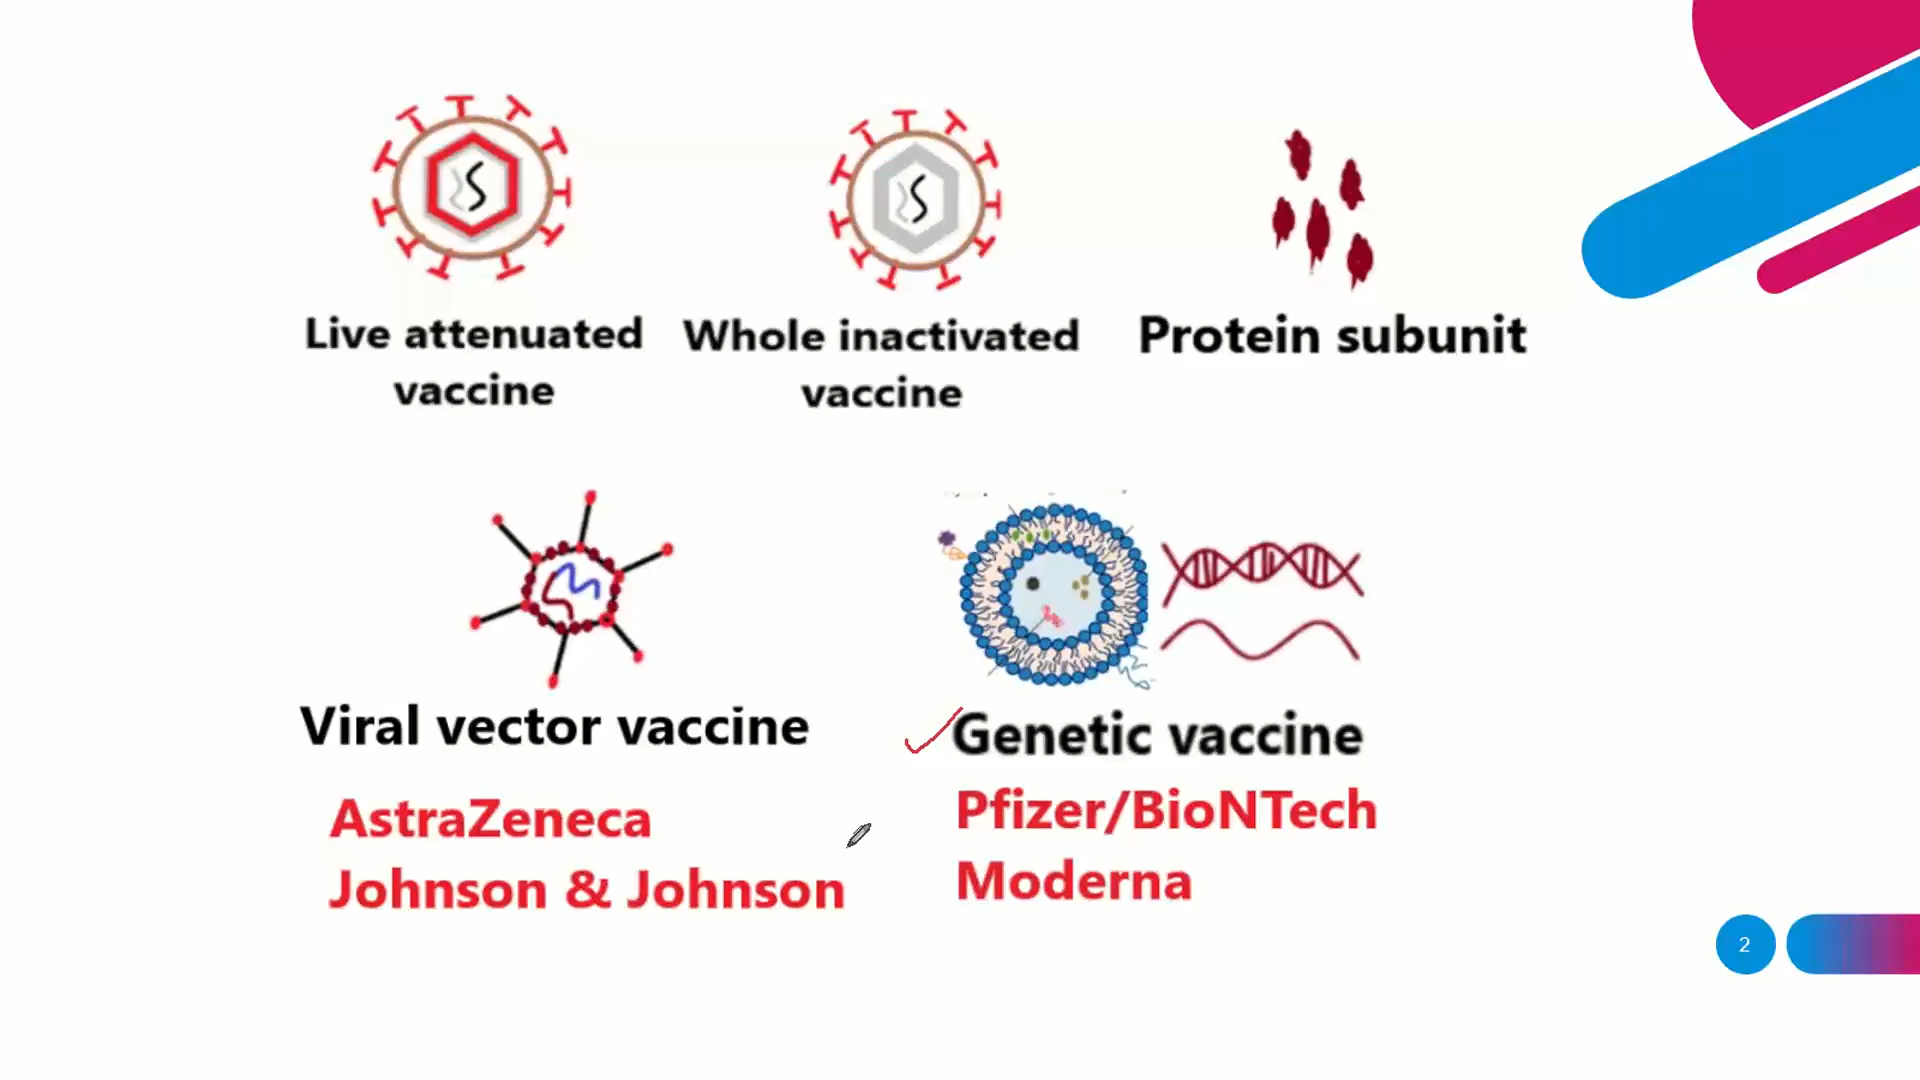 Live attenuated
vaccine
Whole inactivated
vaccine
Protein subunit
Viral vector vaccine
AstraZeneca
Johnson & Johnson
Genetic vaccine
Pfizer/BioNTech
Moderna
2